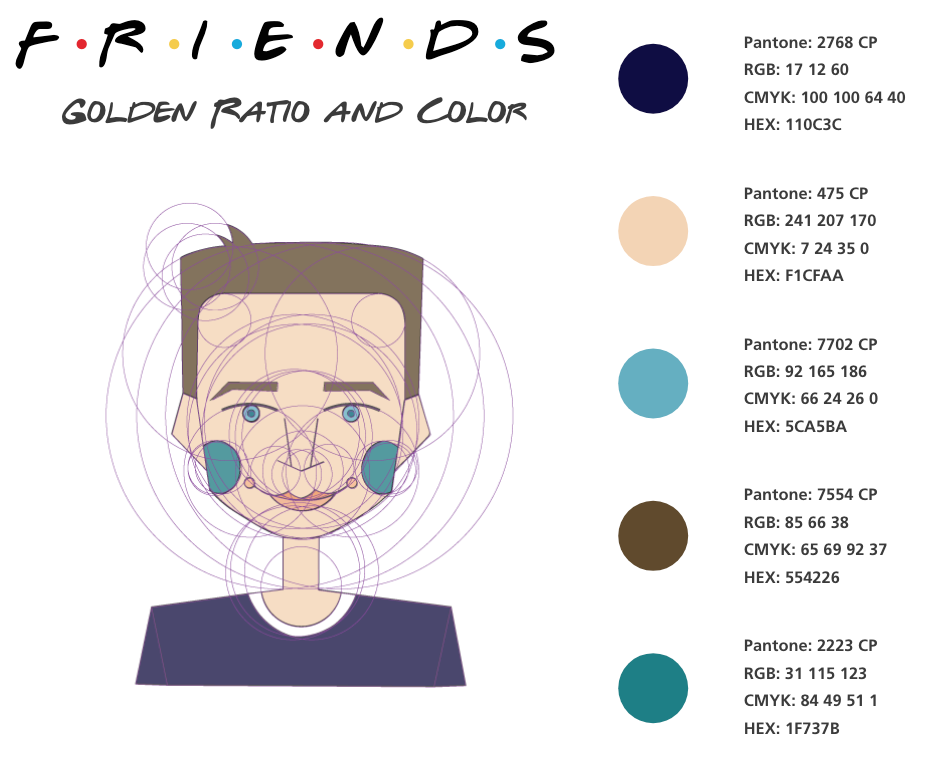 F•R•I•E•N•D•S
GOLDEN RATIO AND COLOR
Pantone: 2768 CP
RGB: 17 12 60
CMYK: 100 100 64 40
HEX: 110C3C
Pantone: 475 CP
RGB: 241 207 170
CMYK: 7 24 35 0
HEX: F1CFAA
Pantone: 7702 CP
RGB: 92 165 186
CMYK: 66 24 26 0
HEX: 5CA5BA
Pantone: 7554 CP
RGB: 85 66 38
CMYK: 65 69 92 37
HEX: 554226
Pantone: 2223 CP
RGB: 31 115 123
CMYK: 84 49 51 1
HEX: 1F737B